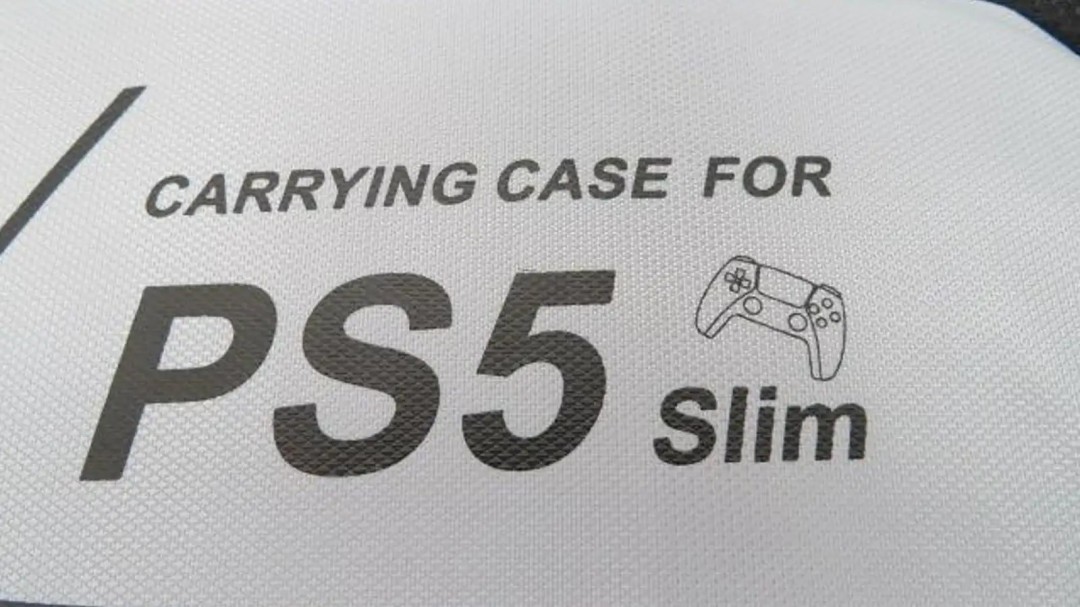 CARRYING CASE FOR
PS5 Slim